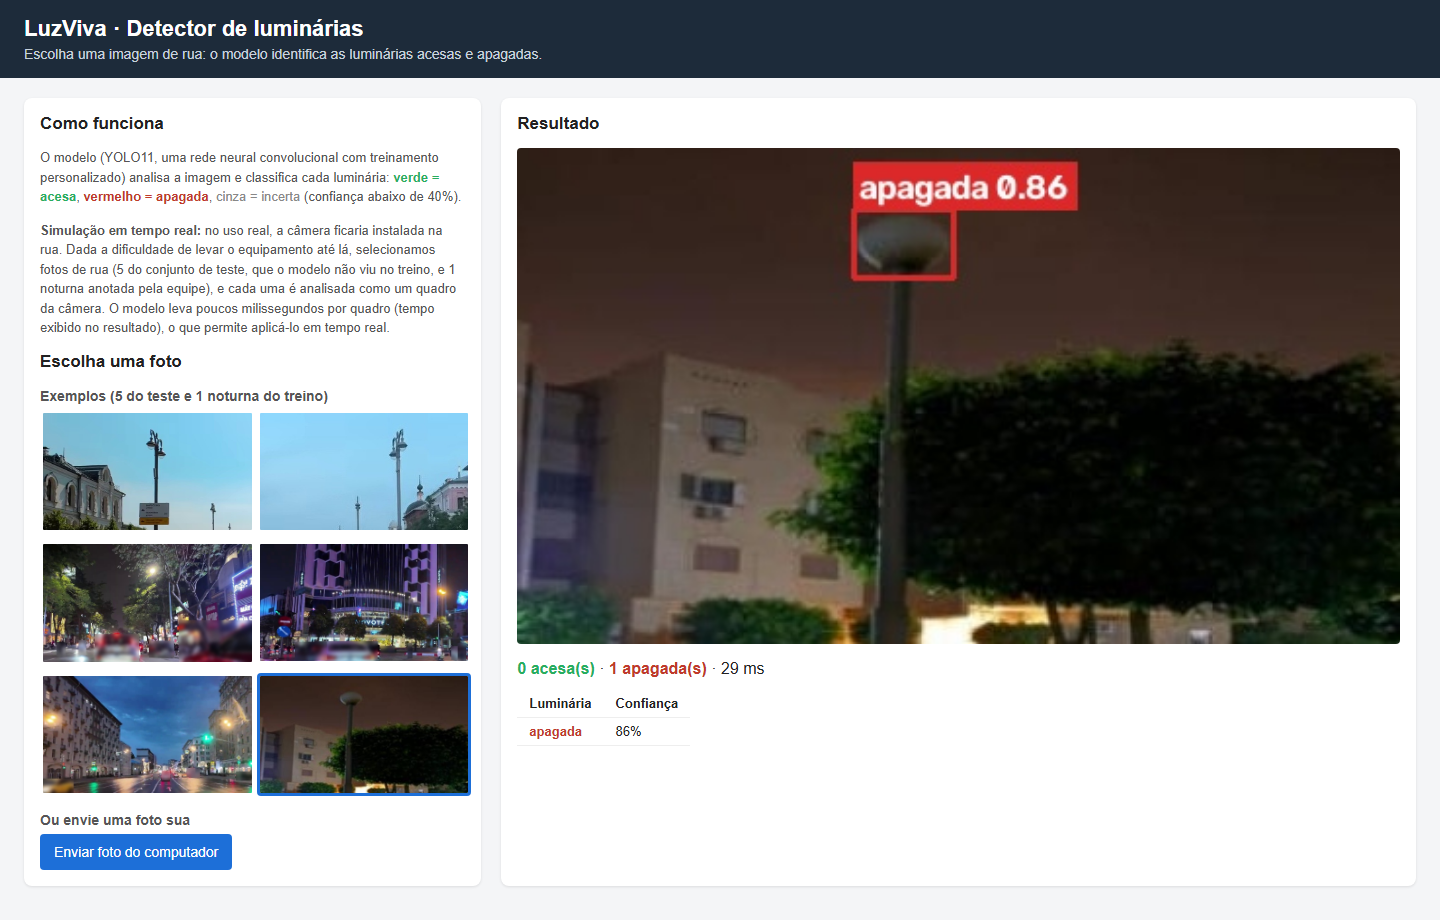 LuzViva · Detector de luminárias
Escolha uma imagem de rua: o modelo identifica as luminárias acesas e apagadas.
Como funciona
O modelo (YOLO11, uma rede neural convolucional com treinamento
personalizado) analisa a imagem e classifica cada luminária: verde =
acesa, vermelho = apagada, cinza = incerta (confiança abaixo de 40%).
Simulação em tempo real: no uso real, a câmera ficaria instalada na
rua. Dada a dificuldade de levar o equipamento até lá, selecionamos
fotos de rua (5 do conjunto de teste, que o modelo não viu no treino, e 1
noturna anotada pela equipe), e cada uma é analisada como um quadro
da câmera. O modelo leva poucos milissegundos por quadro (tempo
exibido no resultado), o que permite aplicá-lo em tempo real.
Escolha uma foto
Exemplos (5 do teste e 1 noturna do treino)
Ou envie uma foto sua
Enviar foto do computador
Resultado
apagada 0.86
0 acesa(s) · 1 apagada(s) · 29 ms
Luminária Confiança
apagada 86%